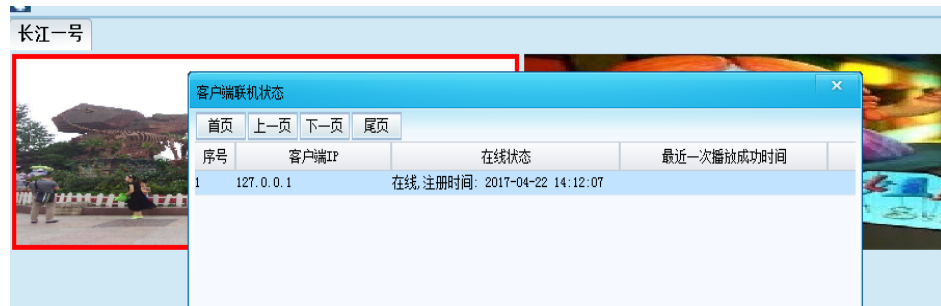 长江一号
客户端联机状态
首页 上一页 下一页 尾页
序号 客户端IP 在线状态 最近一次播放成功时间
1 127.0.0.1 在线,注册时间: 2017-04-22 14:12:07